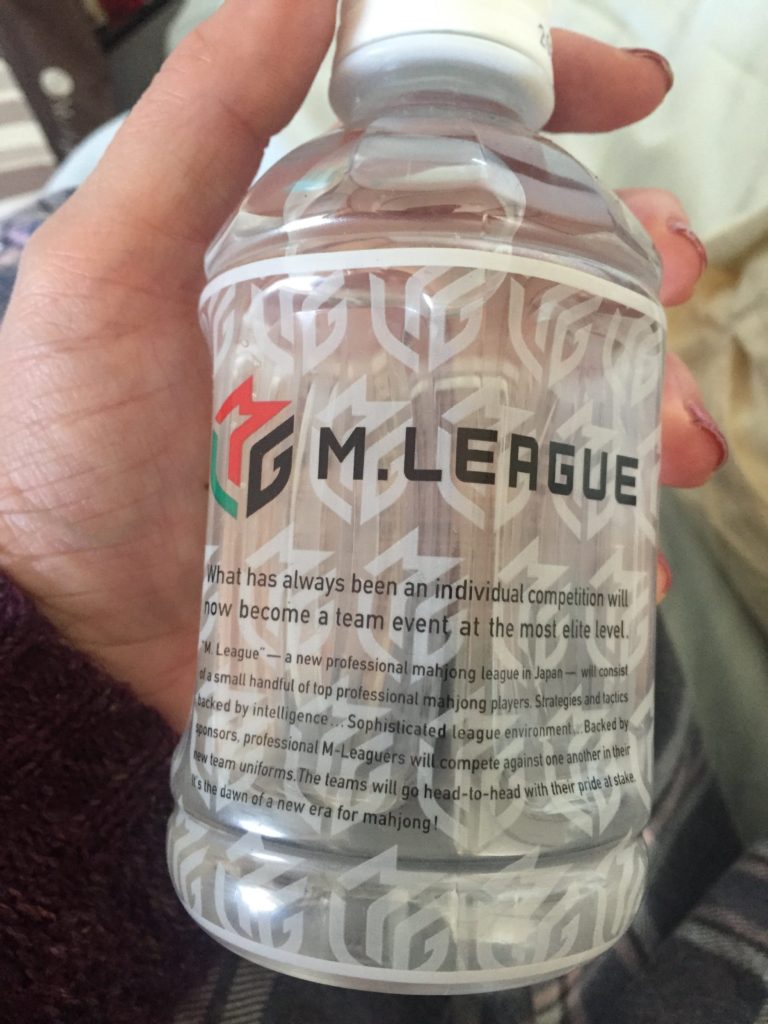 M.LEAGUE
What has always been an individual competition will
now become a team event, at the most elite level.
"M. League" — a new professional mahjong league in Japan — will consist
of a small handful of top professional mahjong players. Strategies and tactics
backed by intelligence... Sophisticated league environment... Backed by
sponsors, professional M-Leaguers will compete against one another in their
new team uniforms. The teams will go head-to-head with their pride at stake.
It's the dawn of a new era for mahjong!